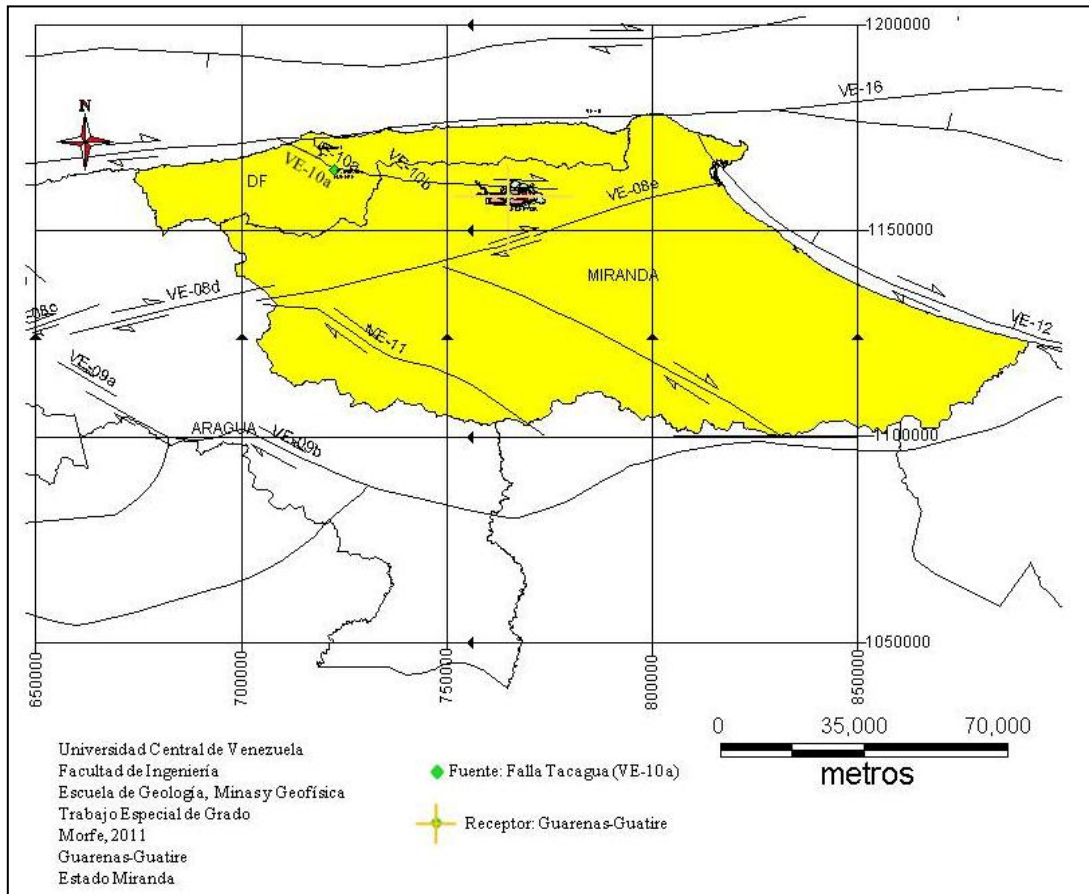 1200000
VE-16
N
VE-10a
VE-10a
VE-10b
DF
VE-08e
1150000
MIRANDA
VE-08d
-08c
VE-11
VE-12
VE-09a
ARAGUA
VE-09b
1100000
1050000
650000
700000
750000
800000
850000
0 35,000 70,000
metros
Universidad Central de Venezuela
Facultad de Ingeniería
Escuela de Geología, Minas y Geofísica
Trabajo Especial de Grado
Morfe, 2011
Guarenas-Guatire
Estado Miranda
Fuente: Falla Tacagua (VE-10a)
Receptor: Guarenas-Guatire